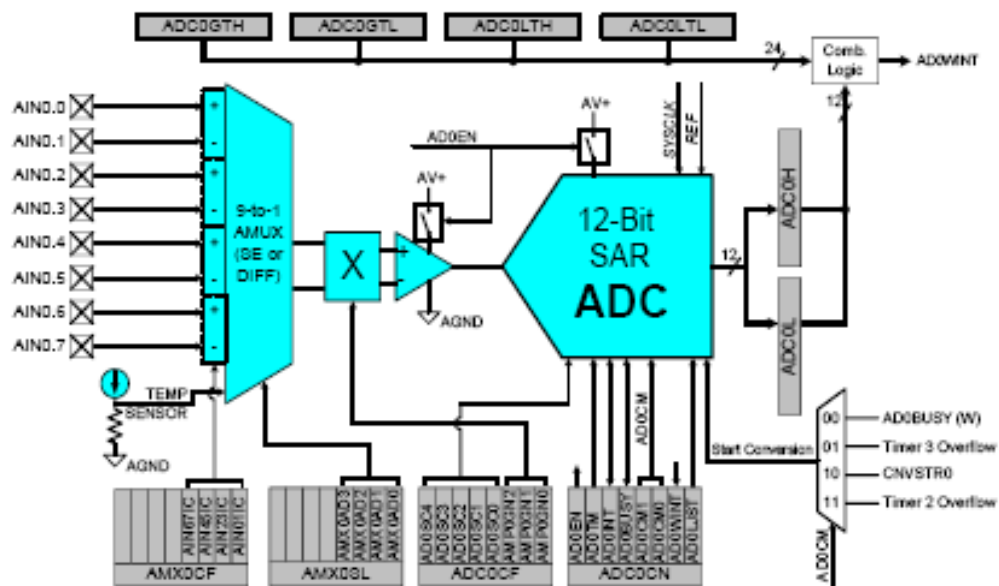 ADC0GTH ADC0GTL ADC0LTH ADC0LTL
24
Comb. Logic
AD0WINT
12
AIN0.0
AIN0.1
AIN0.2
AIN0.3
AIN0.4
AIN0.5
AIN0.6
AIN0.7
+
-
+
-
+
-
+
-
9-to-1
AMUX
(SE or
DIFF)
X
+
-
AV+
AD0EN
AV+
AGND
SYSCLK
REF
12-Bit
SAR
ADC
12
ADC0H
ADC0L
TEMP
SENSOR
AGND
Start Conversion
00 AD0BUSY (W)
01 Timer 3 Overflow
10 CNVSTR0
11 Timer 2 Overflow
AD0CM
AD0CM
AIN67IC
AIN45IC
AIN23IC
AIN01IC
AMX0CF
AMX0AD3
AMX0AD2
AMX0AD1
AMX0AD0
AMX0SL
AD0SC4
AD0SC3
AD0SC2
AD0SC1
AD0SC0
AMP0GN2
AMP0GN1
AMP0GN0
ADC0CF
AD0EN
AD0TM
AD0INT
AD0BUSY
AD0CM1
AD0CM0
AD0WINT
AD0LJST
ADC0CN